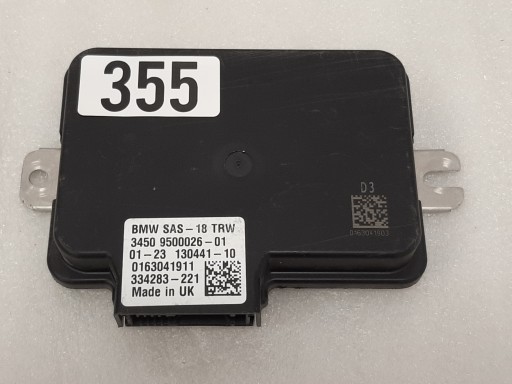 355
D3
BMW SAS-18 TRW
3450 9500026-01
01-23 130441-10
0163041911
334283-221
Made in UK